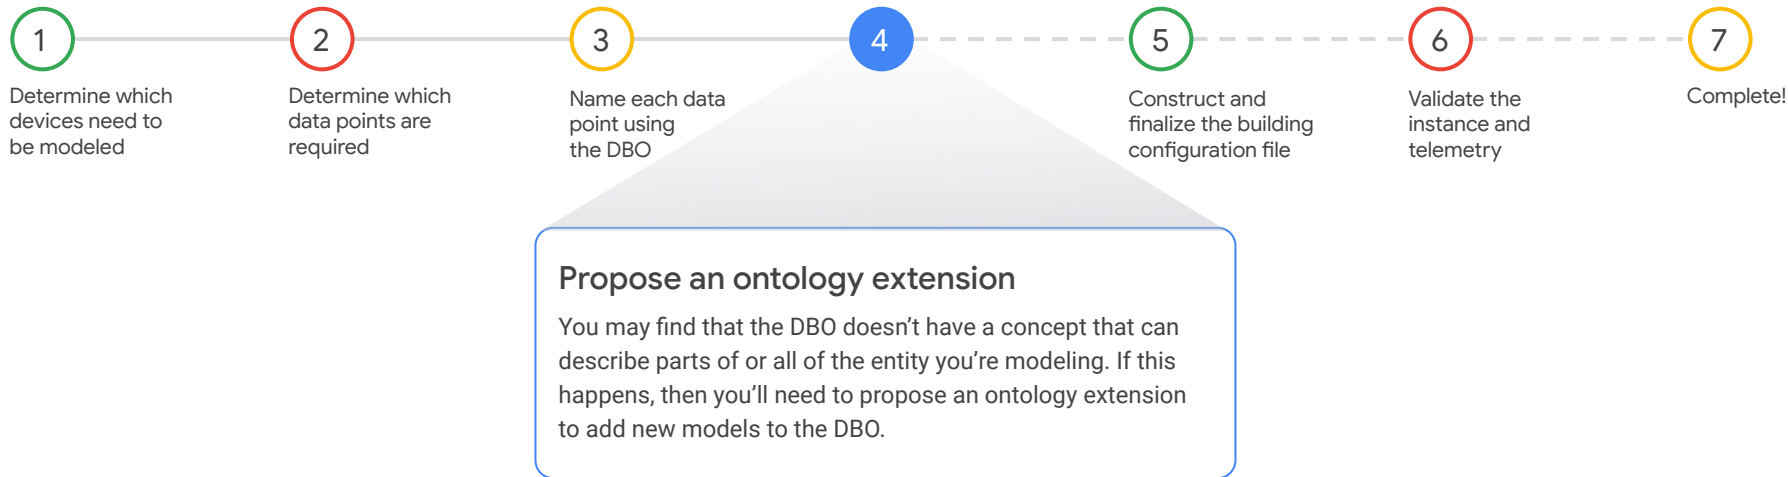 1
2
3
4
5
6
7
Determine which
devices need to
be modeled
Determine which
data points are
required
Name each data
point using
the DBO
Construct and
finalize the building
configuration file
Validate the
instance and
telemetry
Complete!
Propose an ontology extension
You may find that the DBO doesn’t have a concept that can
describe parts of or all of the entity you’re modeling. If this
happens, then you’ll need to propose an ontology extension
to add new models to the DBO.